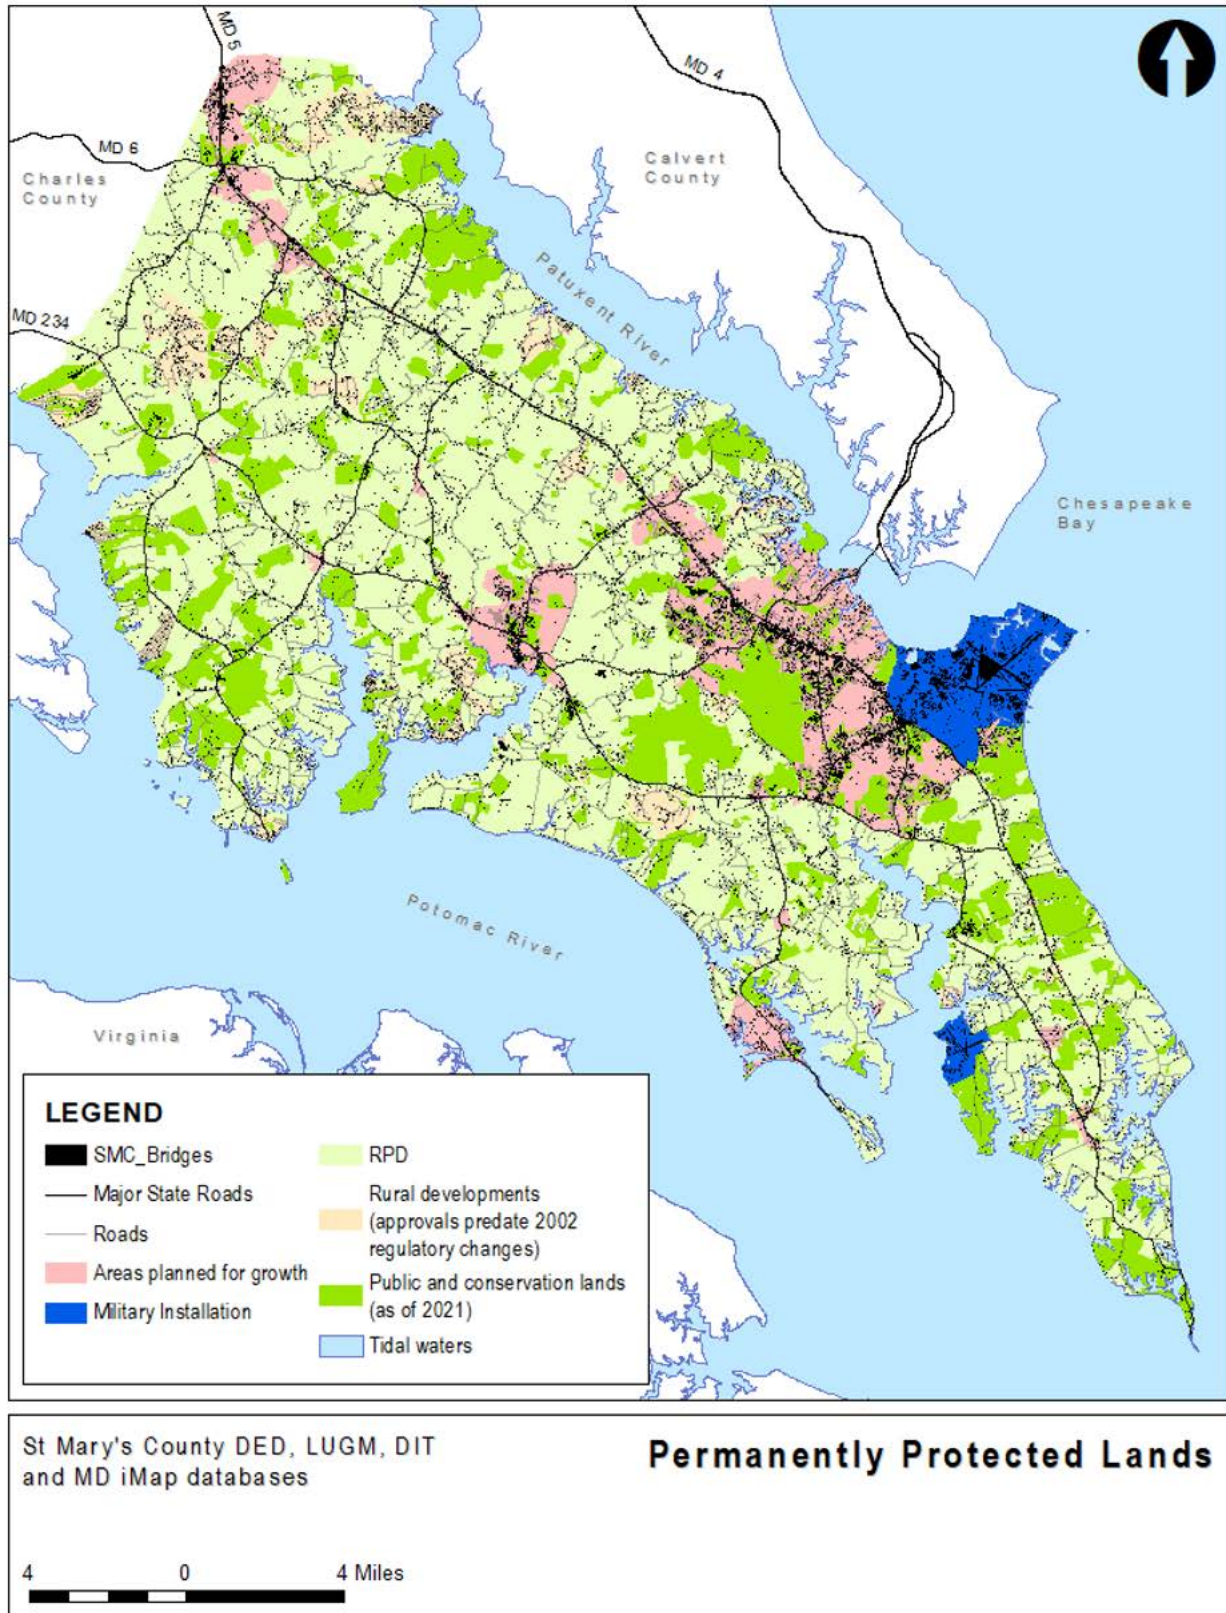 MD 5
MD 4
MD 6
Charles
County
Calvert
County
MD 234
Patuxent River
Chesapeake
Bay
Potomac River
Virginia
LEGEND
SMC_Bridges
Major State Roads
Roads
Areas planned for growth
Military Installation
RPD
Rural developments
(approvals predate 2002
regulatory changes)
Public and conservation lands
(as of 2021)
Tidal waters
St Mary's County DED, LUGM, DIT
and MD iMap databases
Permanently Protected Lands
4 0 4 Miles